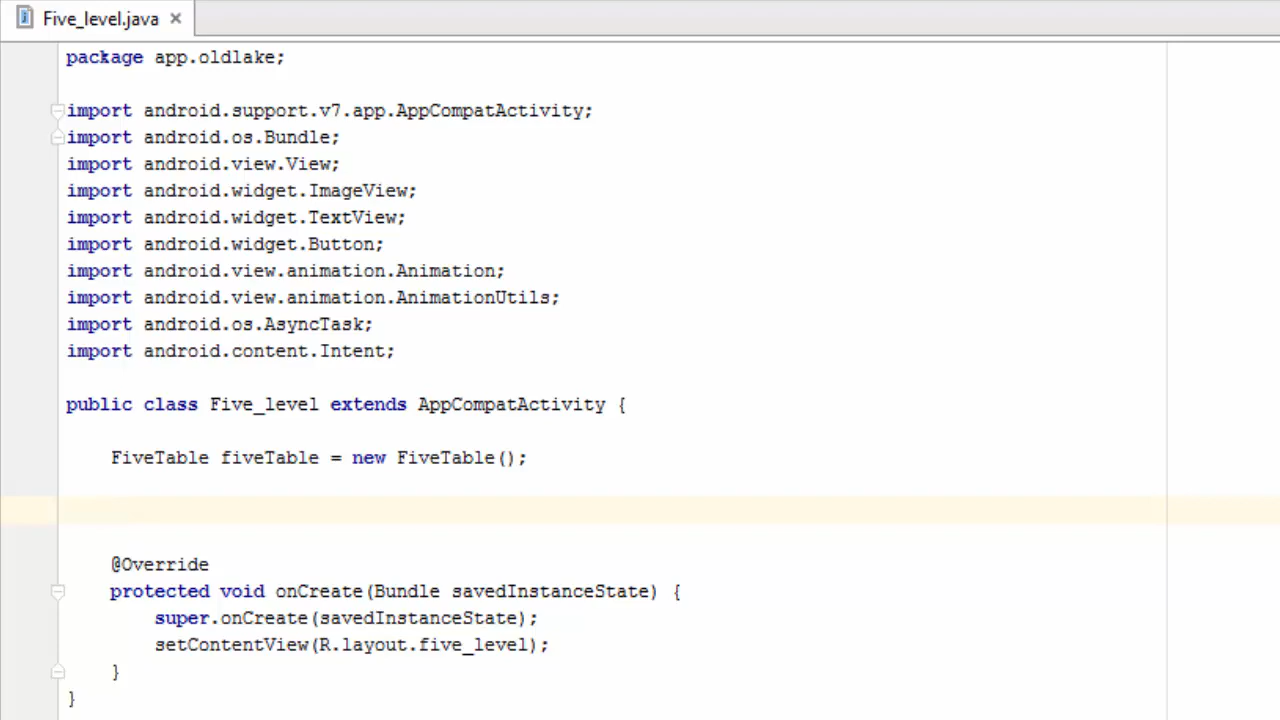 Five_level.java
package app.oldlake;
import android.support.v7.app.AppCompatActivity;
import android.os.Bundle;
import android.view.View;
import android.widget.ImageView;
import android.widget.TextView;
import android.widget.Button;
import android.view.animation.Animation;
import android.view.animation.AnimationUtils;
import android.os.AsyncTask;
import android.content.Intent;
public class Five_level extends AppCompatActivity {
FiveTable fiveTable = new FiveTable();
@Override
protected void onCreate(Bundle savedInstanceState) {
super.onCreate(savedInstanceState);
setContentView(R.layout.five_level);
}
}